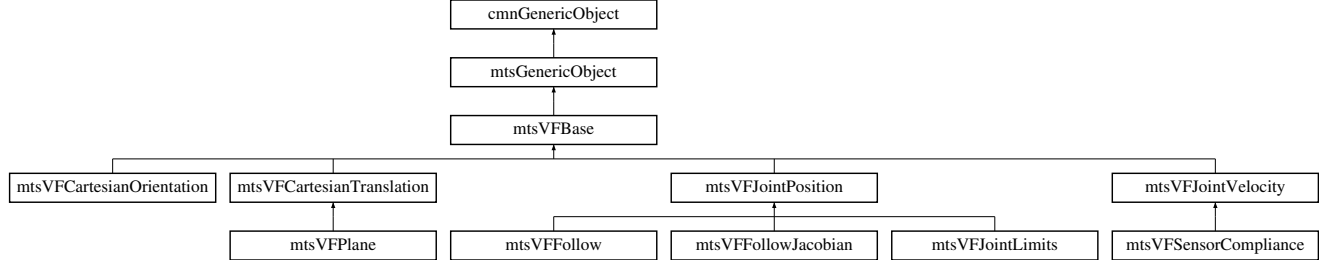 cmnGenericObject
mtsGenericObject
mtsVFBase
mtsVFCartesianOrientation
mtsVFCartesianTranslation
mtsVFJointPosition
mtsVFJointVelocity
mtsVFPlane
mtsVFFollow
mtsVFFollowJacobian
mtsVFJointLimits
mtsVFSensorCompliance